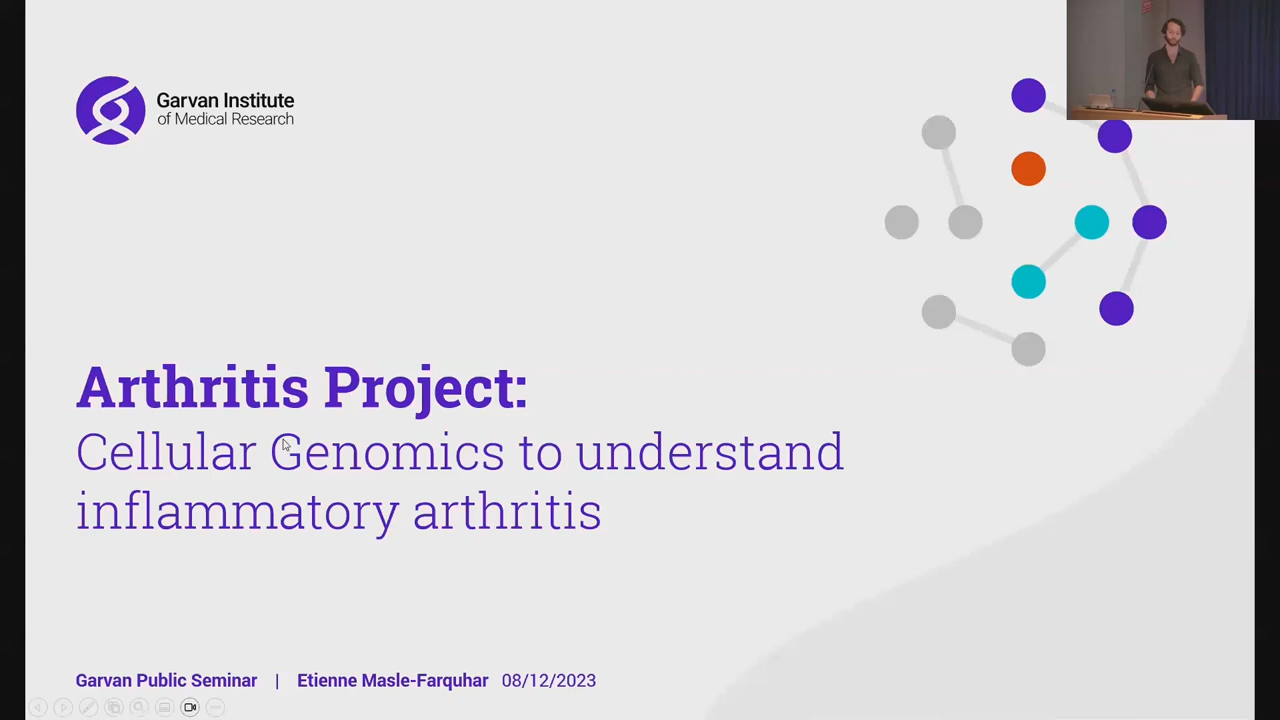 Garvan Institute
of Medical Research
Arthritis Project:
Cellular Genomics to understand
inflammatory arthritis
Garvan Public Seminar | Etienne Masle-Farquhar 08/12/2023